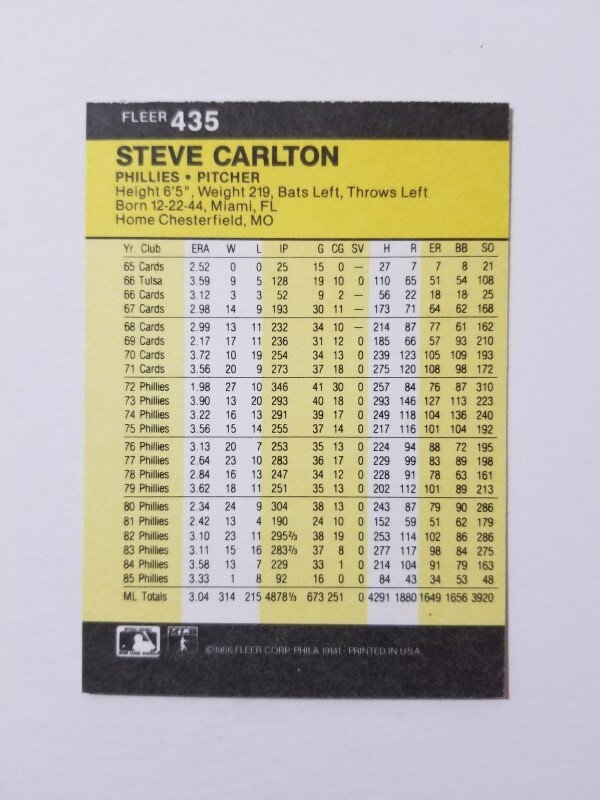 FLEER 435
STEVE CARLTON
PHILLIES • PITCHER
Height 6'5", Weight 219, Bats Left, Throws Left
Born 12-22-44, Miami, FL
Home Chesterfield, MO
Yr. Club ERA W L IP G CG SV H R ER BB SO
65 Cards 2.52 0 0 25 15 0 — 27 7 7 8 21
66 Tulsa 3.59 9 5 128 19 10 0 110 65 51 54 108
66 Cards 3.12 3 3 52 9 2 — 56 22 18 18 25
67 Cards 2.98 14 9 193 30 11 — 173 71 64 62 168
68 Cards 2.99 13 11 232 34 10 — 214 87 77 61 162
69 Cards 2.17 17 11 236 31 12 0 185 66 57 93 210
70 Cards 3.72 10 19 254 34 13 0 239 123 105 109 193
71 Cards 3.56 20 9 273 37 18 0 275 120 108 98 172
72 Phillies 1.98 27 10 346 41 30 0 257 84 76 87 310
73 Phillies 3.90 13 20 293 40 18 0 293 146 127 113 223
74 Phillies 3.22 16 13 291 39 17 0 249 118 104 136 240
75 Phillies 3.56 15 14 255 37 14 0 217 116 101 104 192
76 Phillies 3.13 20 7 253 35 13 0 224 94 88 72 195
77 Phillies 2.64 23 10 283 36 17 0 229 99 83 89 198
78 Phillies 2.84 16 13 247 34 12 0 228 91 78 63 161
79 Phillies 3.62 18 11 251 35 13 0 202 112 101 89 213
80 Phillies 2.34 24 9 304 38 13 0 243 87 79 90 286
81 Phillies 2.42 13 4 190 24 10 0 152 59 51 62 179
82 Phillies 3.10 23 11 295⅔ 38 19 0 253 114 102 86 286
83 Phillies 3.11 15 16 283⅔ 37 8 0 277 117 98 84 275
84 Phillies 3.58 13 7 229 33 1 0 214 104 91 79 163
85 Phillies 3.33 1 8 92 16 0 0 84 43 34 53 48
ML Totals 3.04 314 215 4878⅓ 673 251 0 4291 1880 1649 1656 3920
©1986 FLEER CORP. PHILA 19141 - PRINTED IN U.S.A.